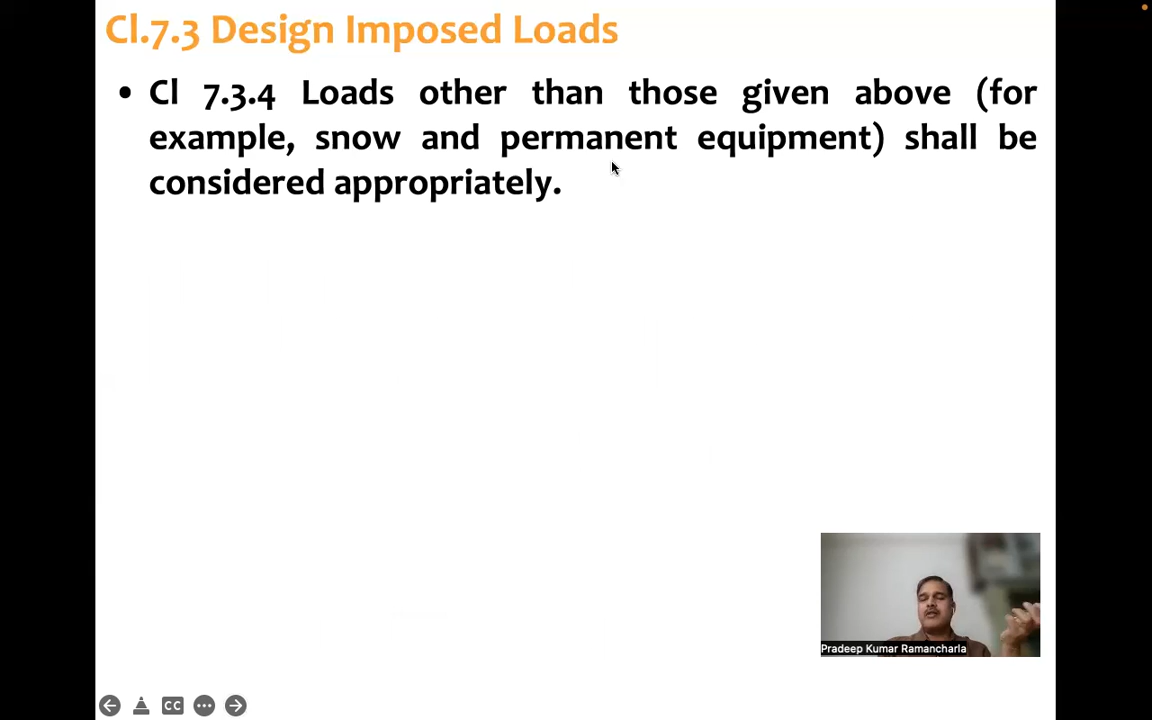 Cl.7.3 Design Imposed Loads
• Cl 7.3.4 Loads other than those given above (for
example, snow and permanent equipment) shall be
considered appropriately.
Pradeep Kumar Ramancharla
CC